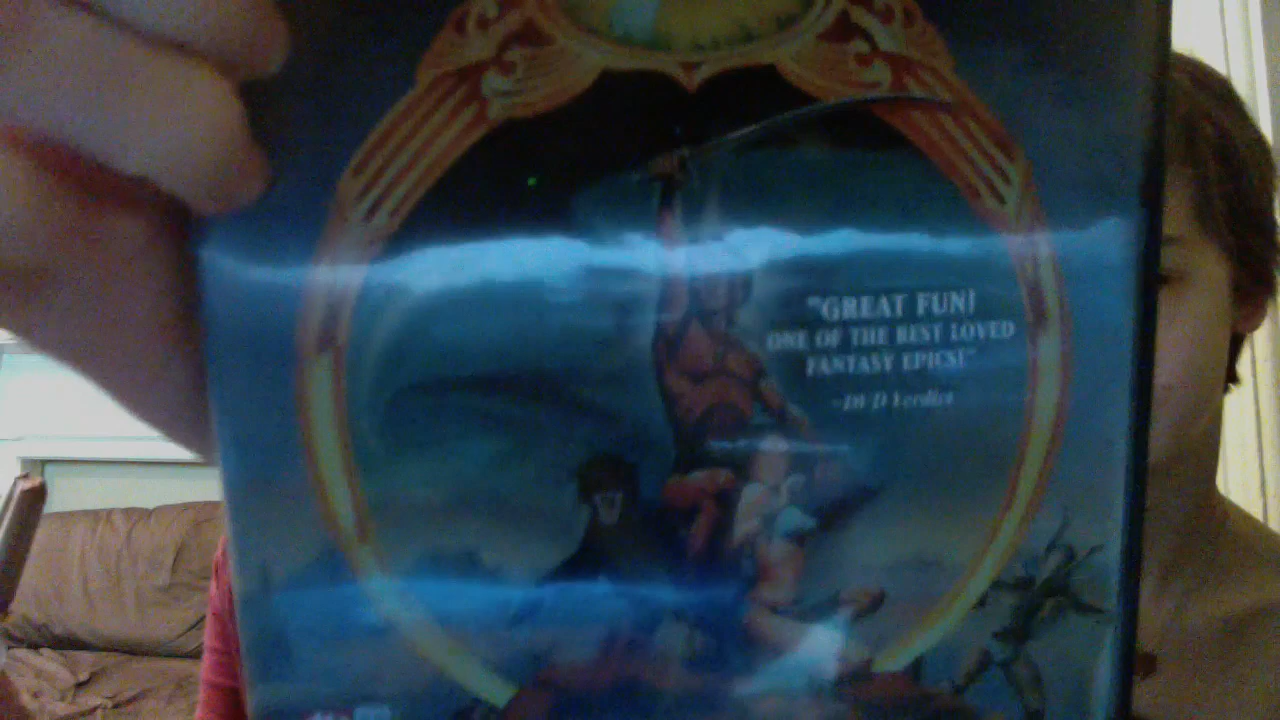 "GREAT FUN!
ONE OF THE BEST LOVED
FANTASY EPICS!"
-DVD Verdict